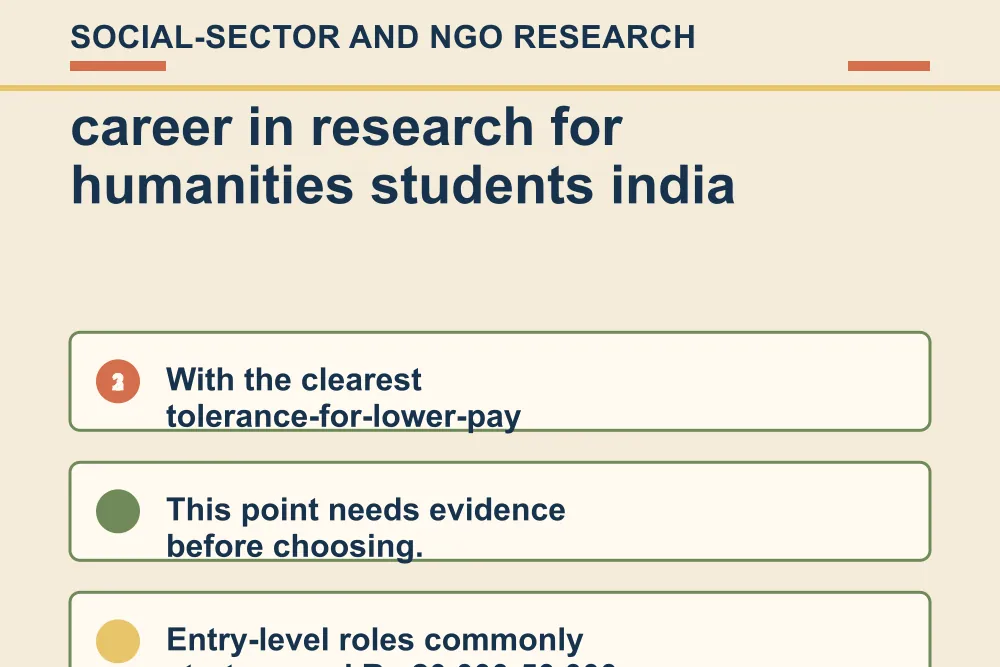 SOCIAL-SECTOR AND NGO RESEARCH
career in research for
humanities students india
With the clearest
tolerance-for-lower-pay
This point needs evidence
before choosing.
Entry-level roles commonly